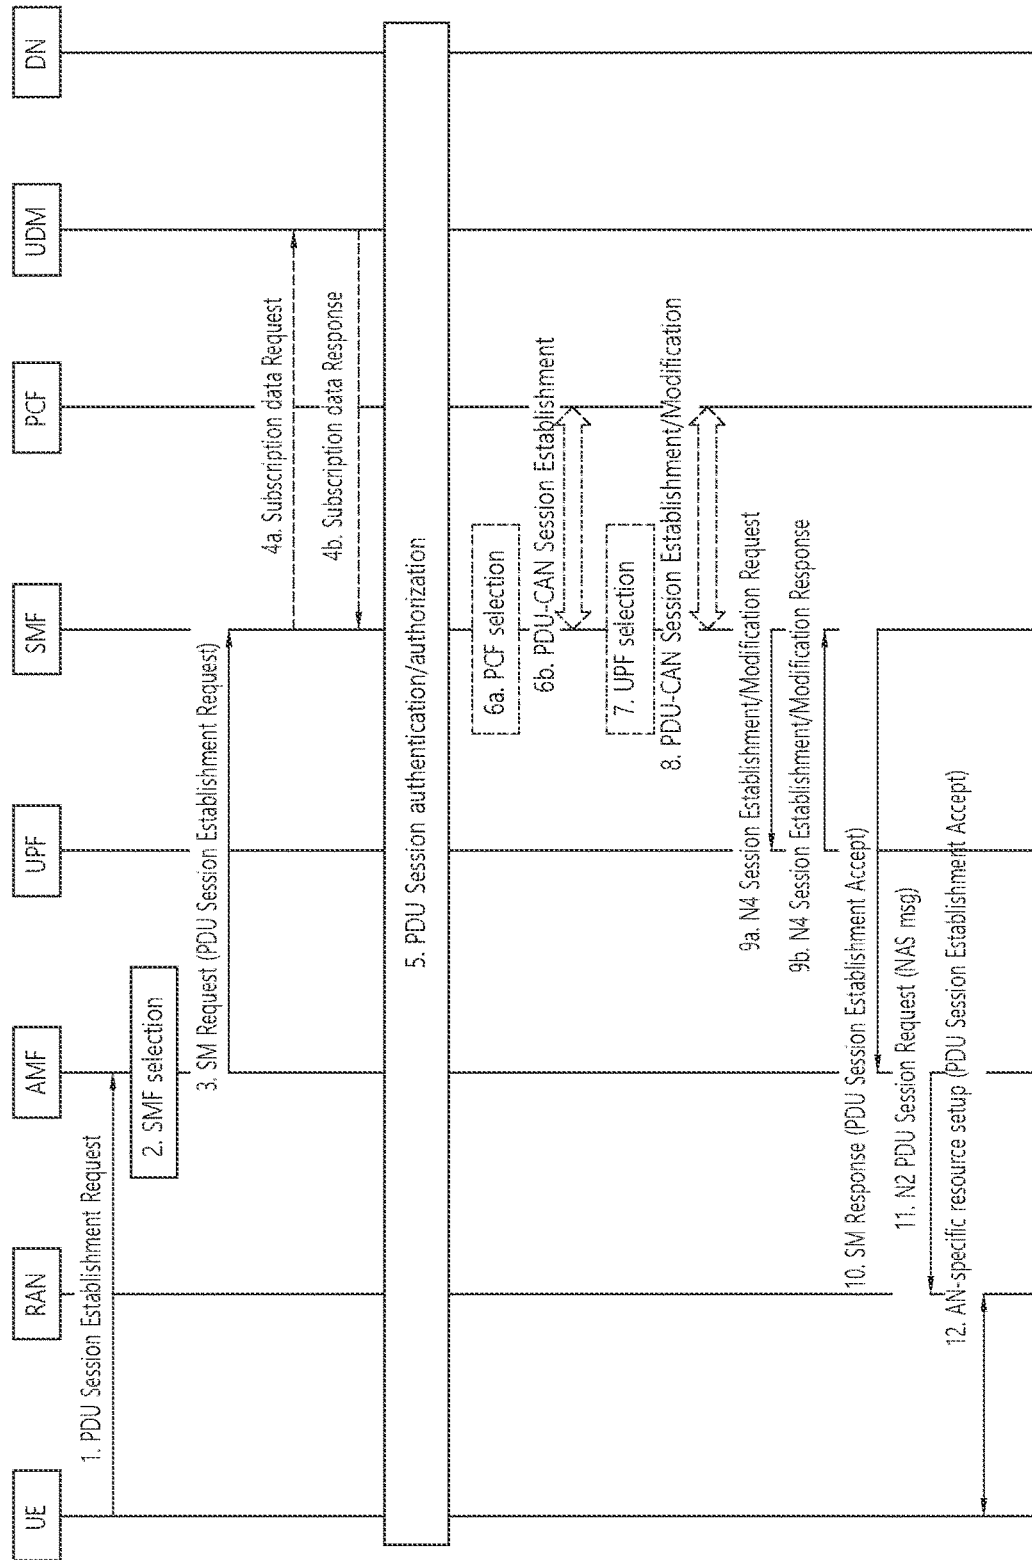 UE
RAN
AMF
UPF
SMF
PCF
UDM
DN
1. PDU Session Establishment Request
2. SMF selection
3. SM Request (PDU Session Establishment Request)
4a. Subscription data Request
4b. Subscription data Response
5. PDU Session authentication/authorization
6a. PCF selection
6b. PDU-CAN Session Establishment
7. UPF selection
8. PDU-CAN Session Establishment/Modification
9a. N4 Session Establishment/Modification Request
9b. N4 Session Establishment/Modification Response
10. SM Response (PDU Session Establishment Accept)
11. N2 PDU Session Request (NAS msg)
12. AN-specific resource setup (PDU Session Establishment Accept)